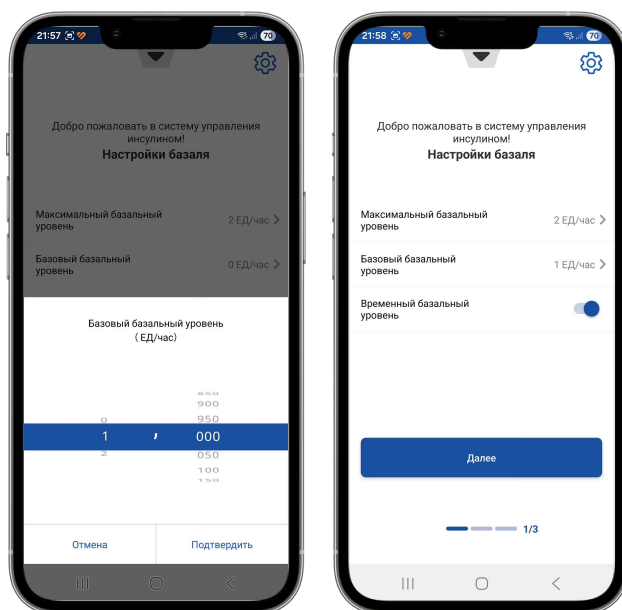 21:57
70
Добро пожаловать в систему управления
инсулином!
Настройки базаля
Максимальный базальный
уровень
2 ЕД/час
Базовый базальный
уровень
0 ЕД/час
Базовый базальный уровень
( ЕД/час)
850
900
0 950
1 , 000
2 050
100
150
Отмена Подтвердить
21:58
70
Добро пожаловать в систему управления
инсулином!
Настройки базаля
Максимальный базальный
уровень
2 ЕД/час
Базовый базальный
уровень
1 ЕД/час
Временный базальный
уровень
Далее
1/3